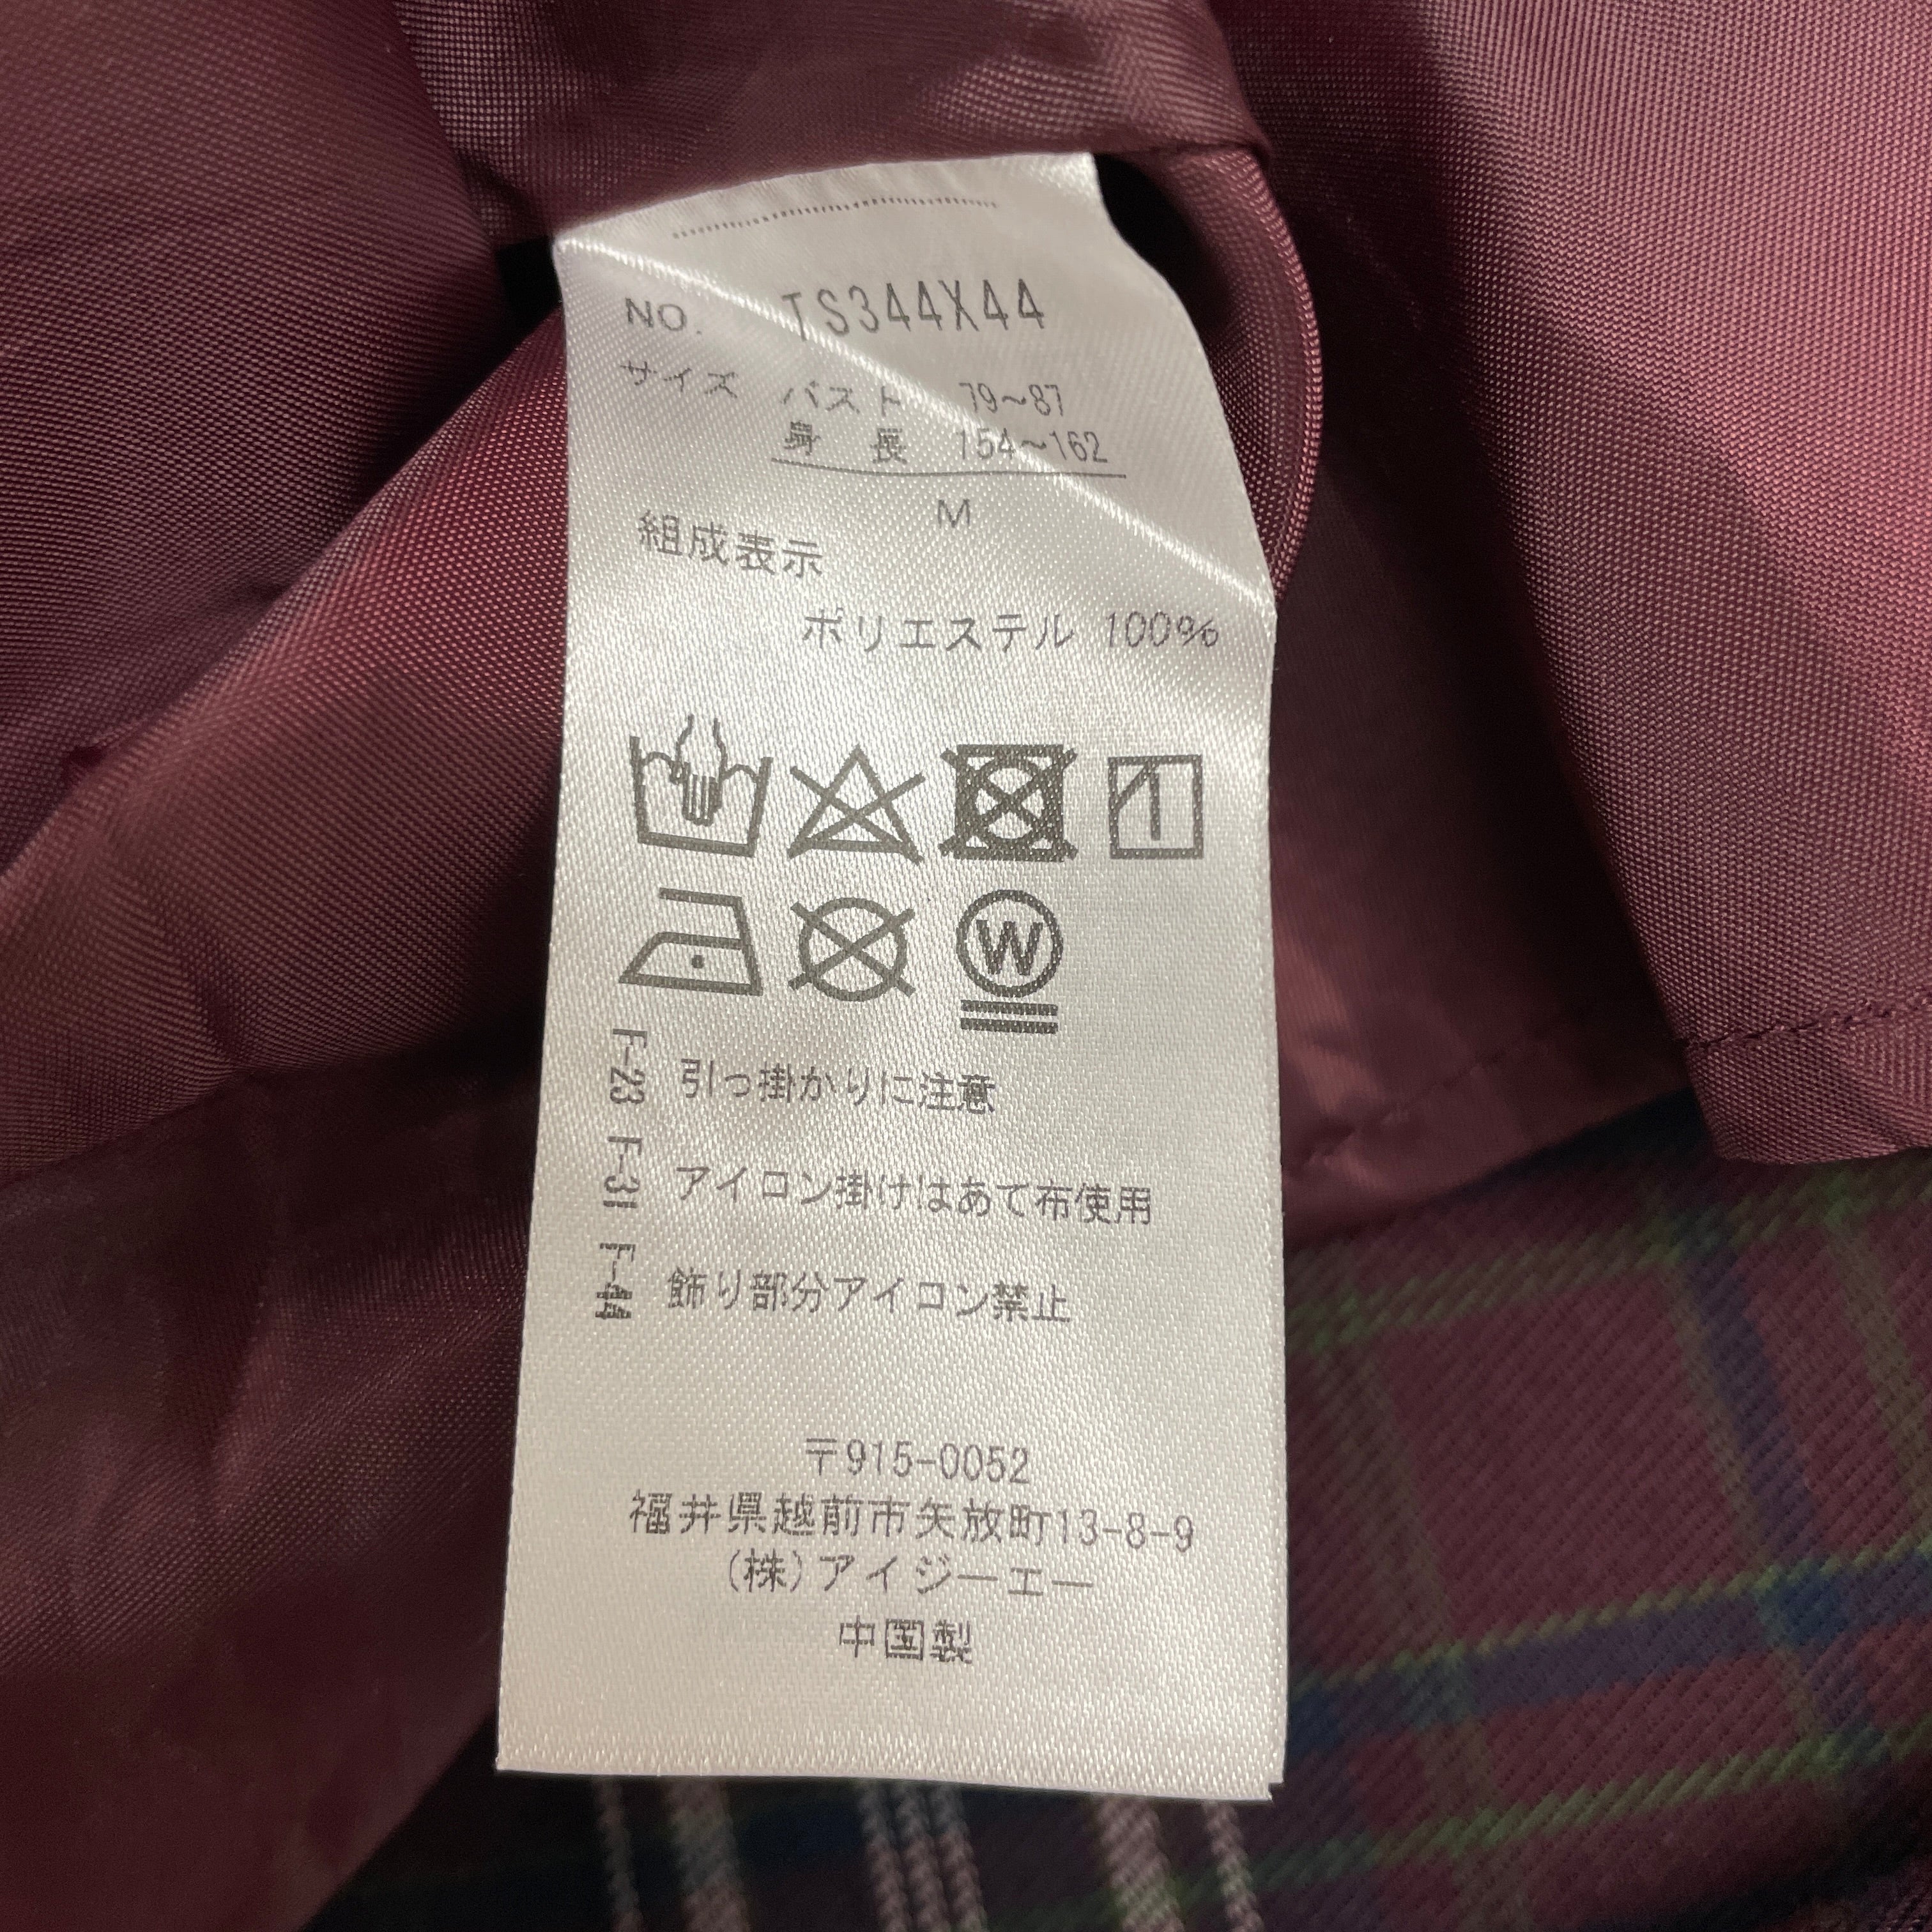 NO. TS344X44
サイズ バスト 79~87
身長 154~162
M
組成表示
ポリエステル 100%
W
F-23 引っ掛かりに注意
F-31 アイロン掛けはあて布使用
F-44 飾り部分アイロン禁止
〒915-0052
福井県越前市矢放町13-8-9
(株)アイジーエー
中国製